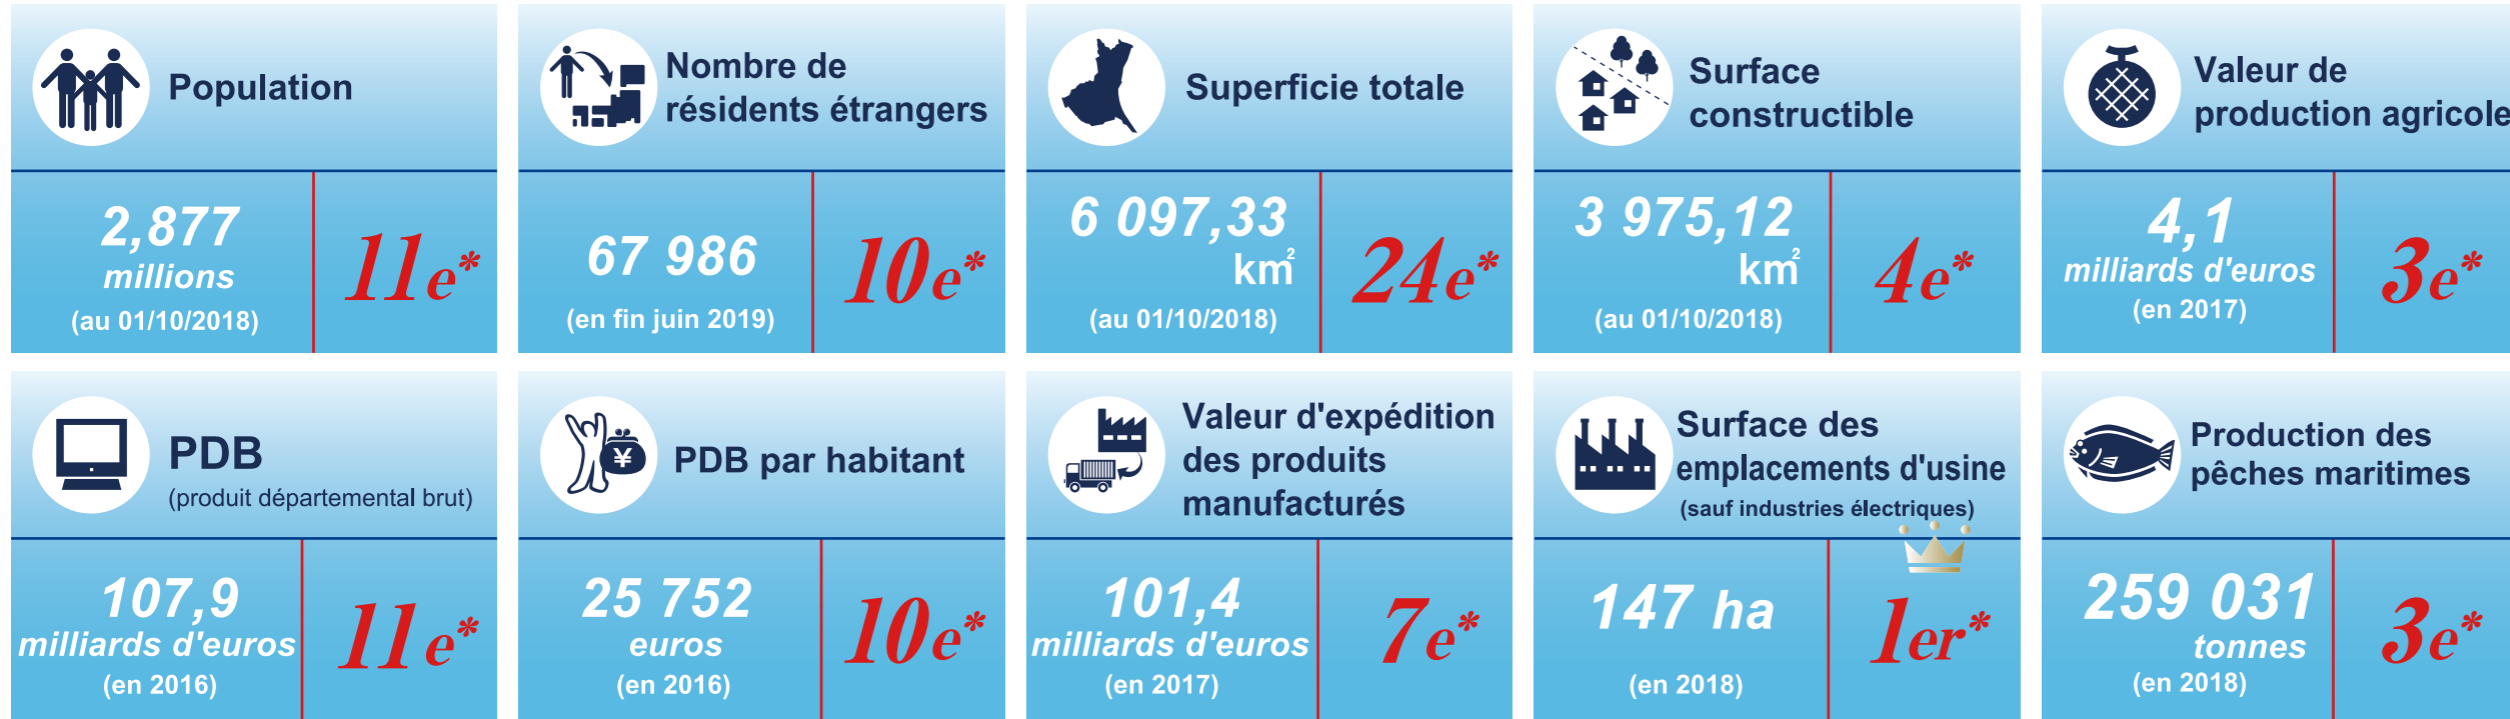 Population
2,877
millions
(au 01/10/2018)
11e*
Nombre de
résidents étrangers
67 986
(en fin juin 2019)
10e*
Superficie totale
6 097,33
km²
(au 01/10/2018)
24e*
Surface
constructible
3 975,12
km²
(au 01/10/2018)
4e*
Valeur de
production agricole
4,1
milliards d'euros
(en 2017)
3e*
PDB
(produit départemental brut)
107,9
milliards d'euros
(en 2016)
11e*
¥
PDB par habitant
25 752
euros
(en 2016)
10e*
Valeur d'expédition
des produits
manufacturés
101,4
milliards d'euros
(en 2017)
7e*
Surface des
emplacements d'usine
(sauf industries électriques)
147 ha
(en 2018)
1er*
Production des
pêches maritimes
259 031
tonnes
(en 2018)
3e*